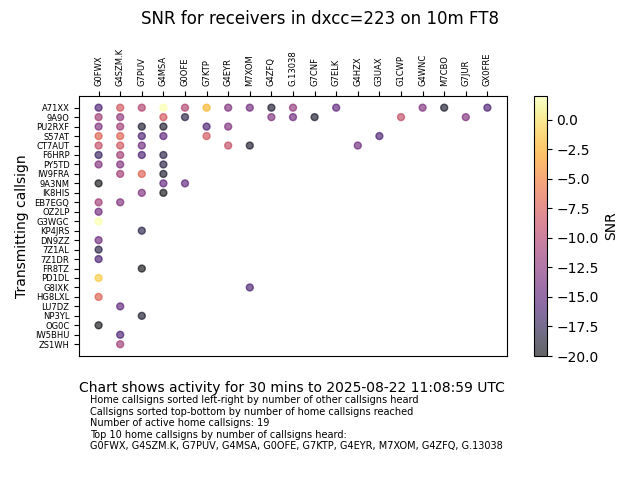 SNR for receivers in dxcc=223 on 10m FT8
G0FWX G4SZM.K G7PUV G4MSA G0OFE G7KTP G4EYR M7XOM G4ZFQ G.13038 G7CNF G7ELK G4HZX G3UAX G1CWP G4WNC M7CBO G7JUR GX0FRE
Transmitting callsign
A71XX
9A9O
PU2RXF
S57AT
CT7AUT
F6HRP
PY5TD
IW9FRA
9A3NM
IK8HIS
EB7EGQ
OZ2LP
G3WGC
KP4JRS
DN9ZZ
7Z1AL
7Z1DR
FR8TZ
PD1DL
G8IXK
HG8LXL
LU7DZ
NP3YL
OG0C
IW5BHU
ZS1WH
0.0
−2.5
−5.0
−7.5
−10.0
−12.5
−15.0
−17.5
−20.0
SNR
Chart shows activity for 30 mins to 2025-08-22 11:08:59 UTC
Home callsigns sorted left-right by number of other callsigns heard
Callsigns sorted top-bottom by number of home callsigns reached
Number of active home callsigns: 19
Top 10 home callsigns by number of callsigns heard:
G0FWX, G4SZM.K, G7PUV, G4MSA, G0OFE, G7KTP, G4EYR, M7XOM, G4ZFQ, G.13038